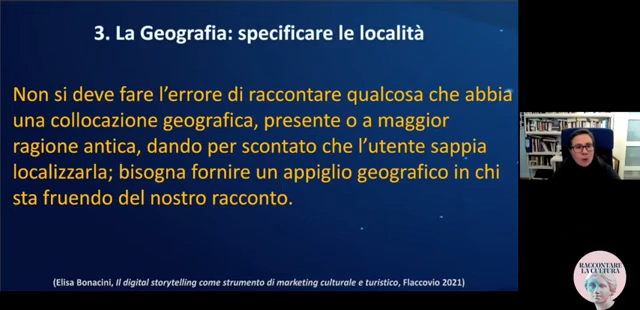 3. La Geografia: specificare le località
Non si deve fare l'errore di raccontare qualcosa che abbia
una collocazione geografica, presente o a maggior
ragione antica, dando per scontato che l'utente sappia
localizzarla; bisogna fornire un appiglio geografico in chi
sta fruendo del nostro racconto.
(Elisa Bonacini, Il digital storytelling come strumento di marketing culturale e turistico, Flaccovio 2021)
RACCONTARE
LA CULTURA